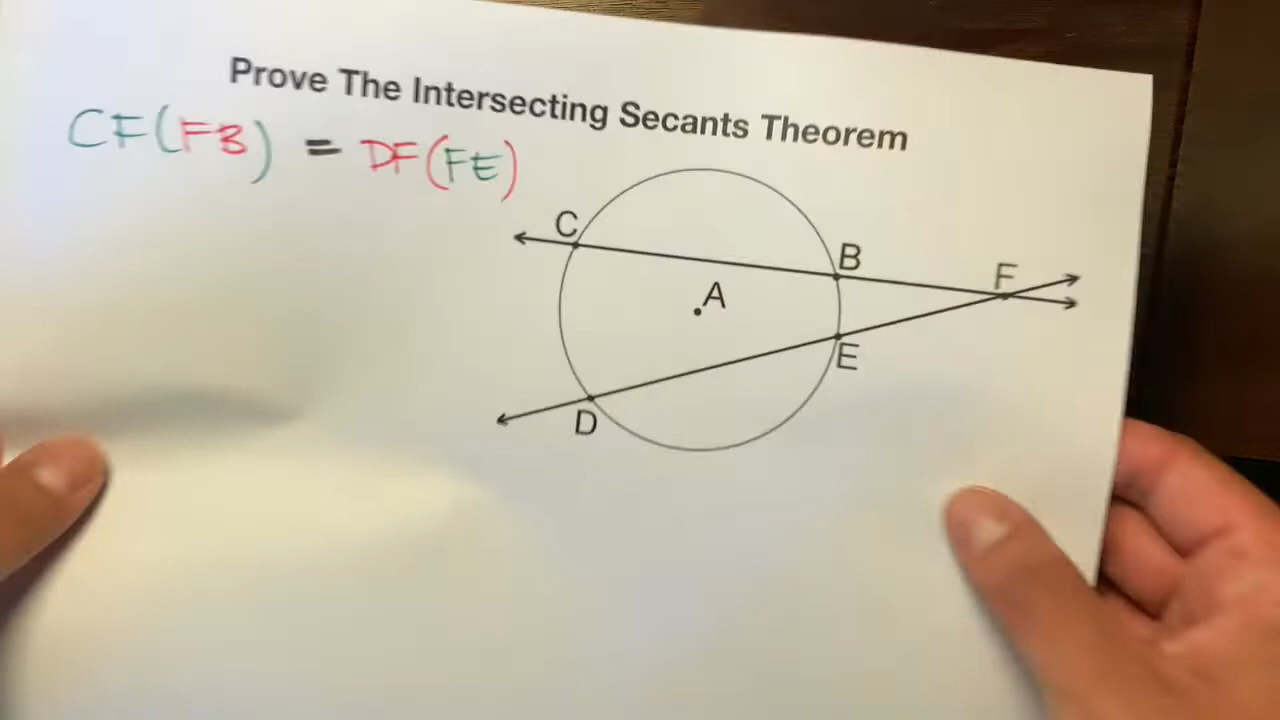 Prove The Intersecting Secants Theorem
CF(FB) = DF(FE)
C
B
F
A
E
D